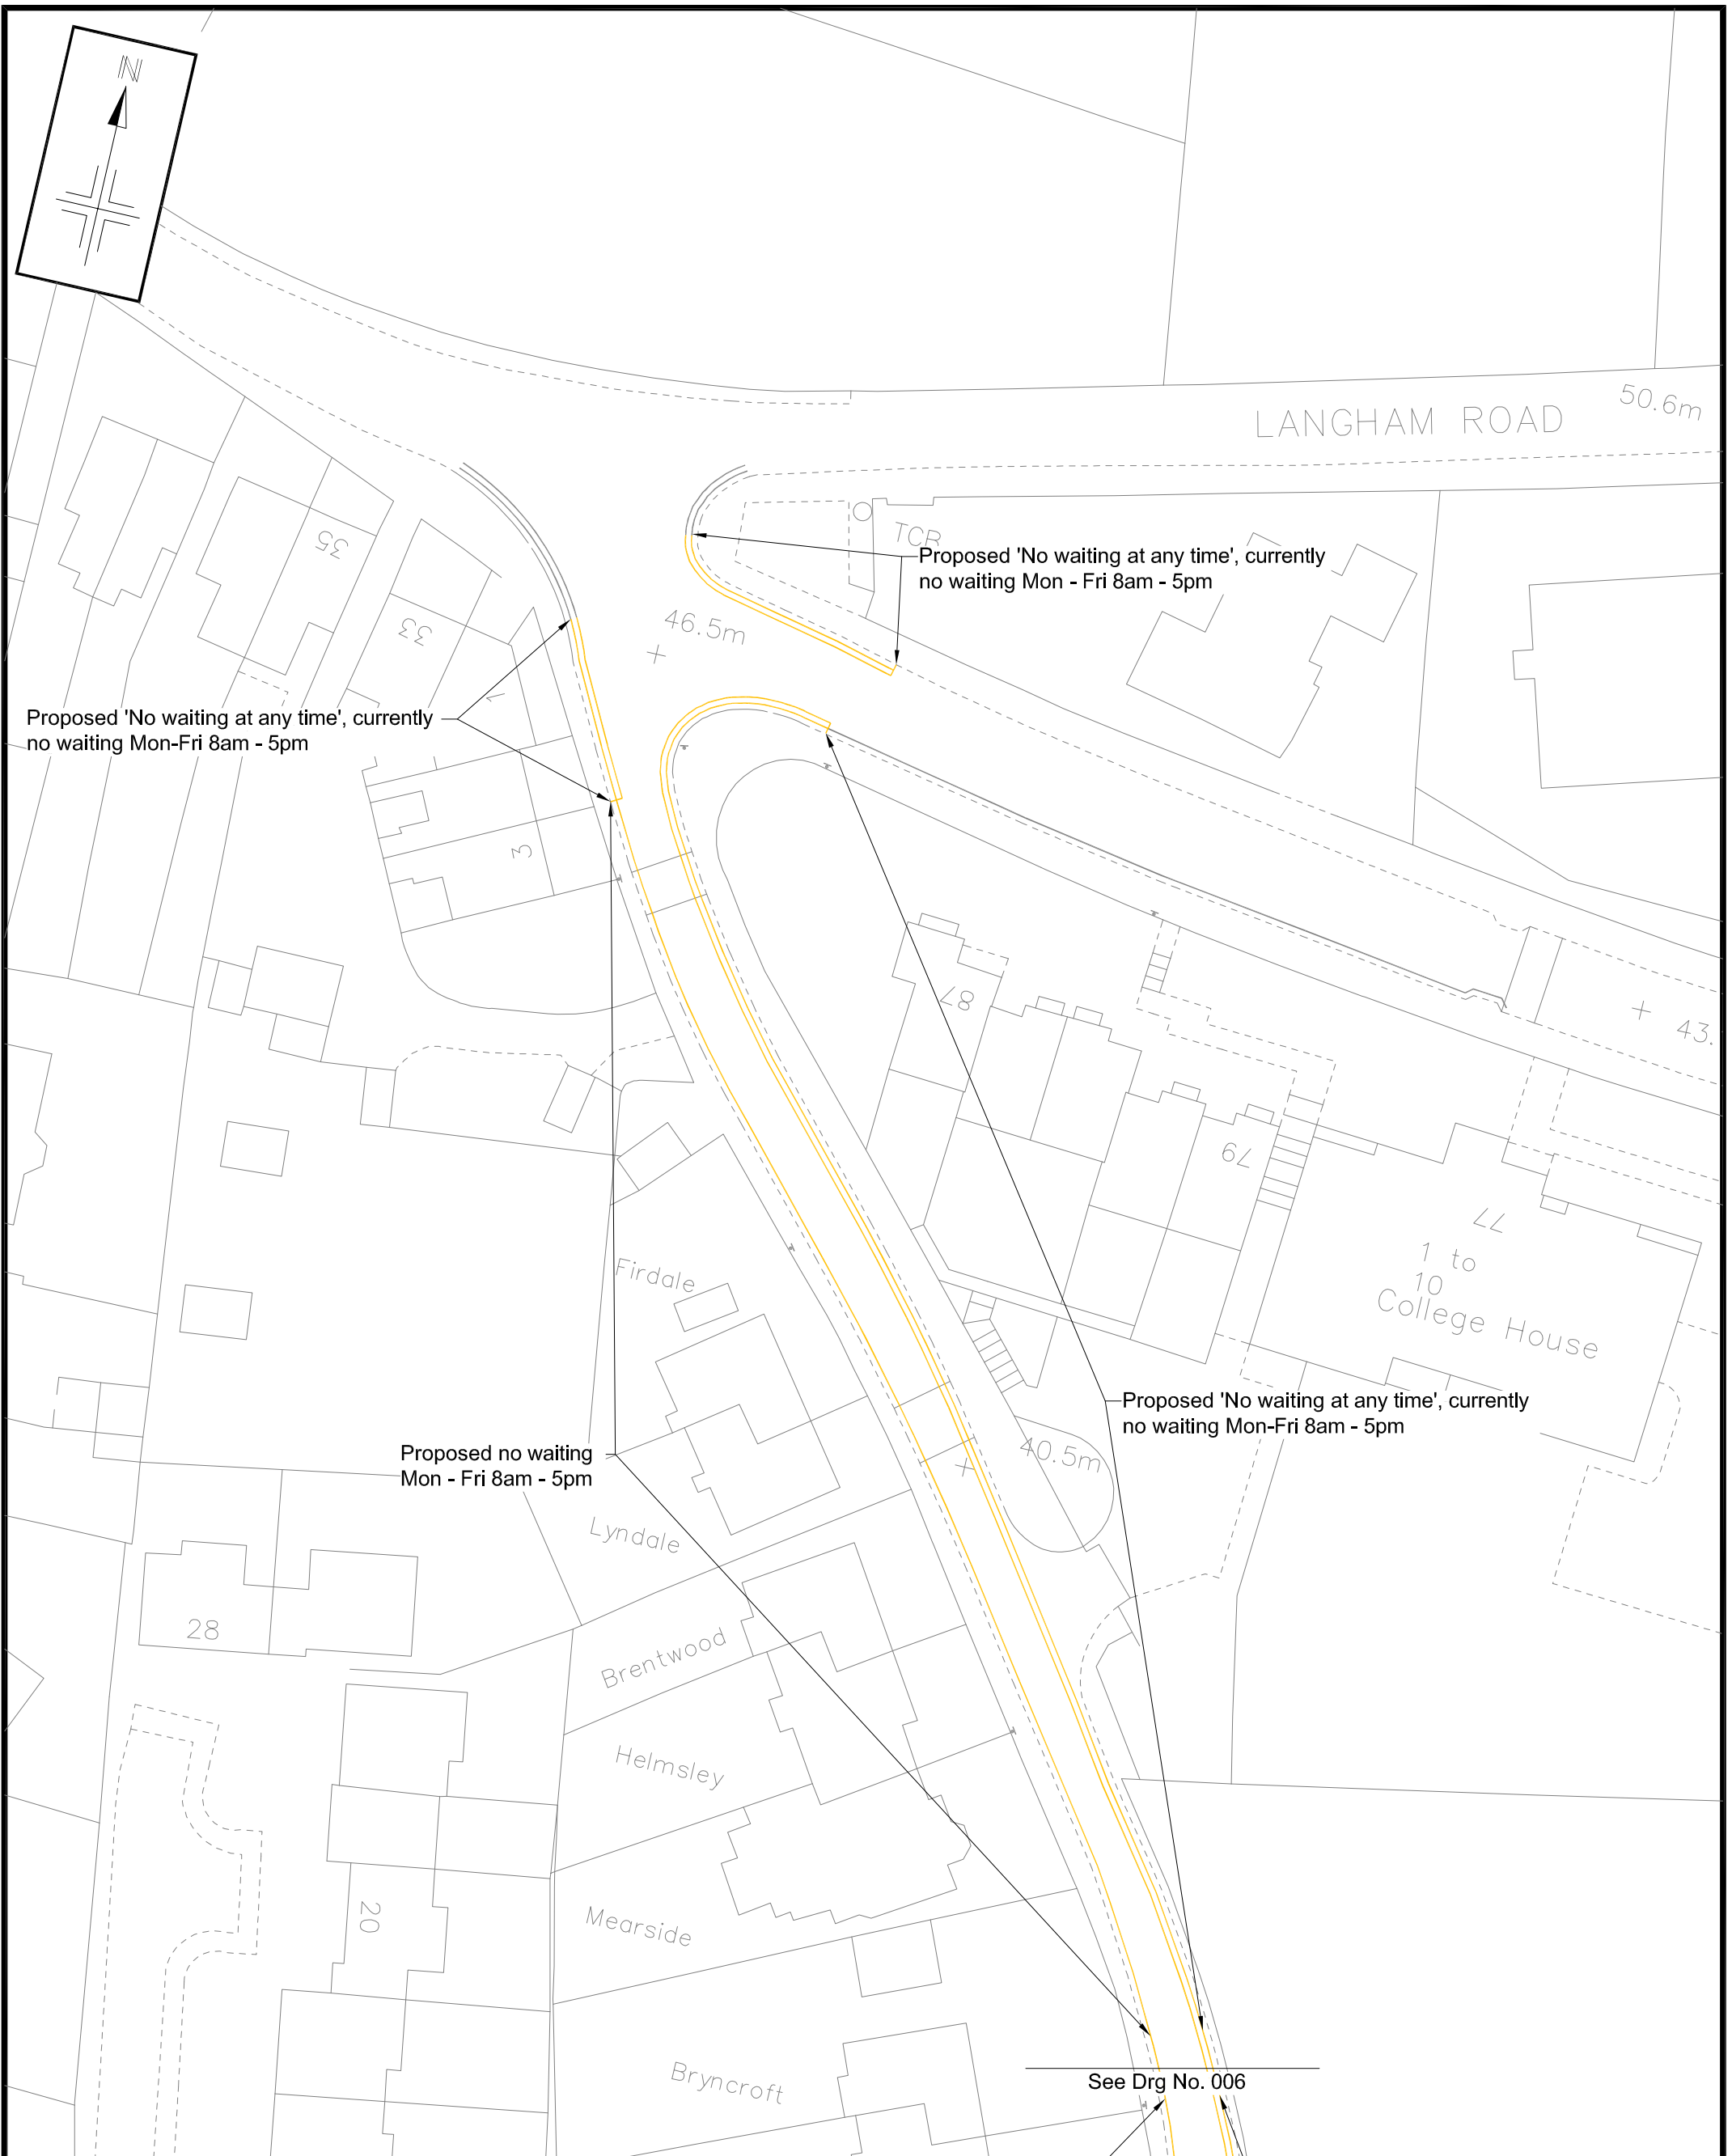 N
LANGHAM ROAD
50.6m
TCB
35
33
Proposed 'No waiting at any time', currently
no waiting Mon - Fri 8am - 5pm
46.5m
1
Proposed 'No waiting at any time', currently
no waiting Mon-Fri 8am - 5pm
3
87
43.
79
77
1 to
10
College House
Firdale
Proposed 'No waiting at any time', currently
no waiting Mon-Fri 8am - 5pm
Proposed no waiting
Mon - Fri 8am - 5pm
40.5m
Lyndale
28
Brentwood
Helmsley
20
Mearside
Bryncroft
See Drg No. 006